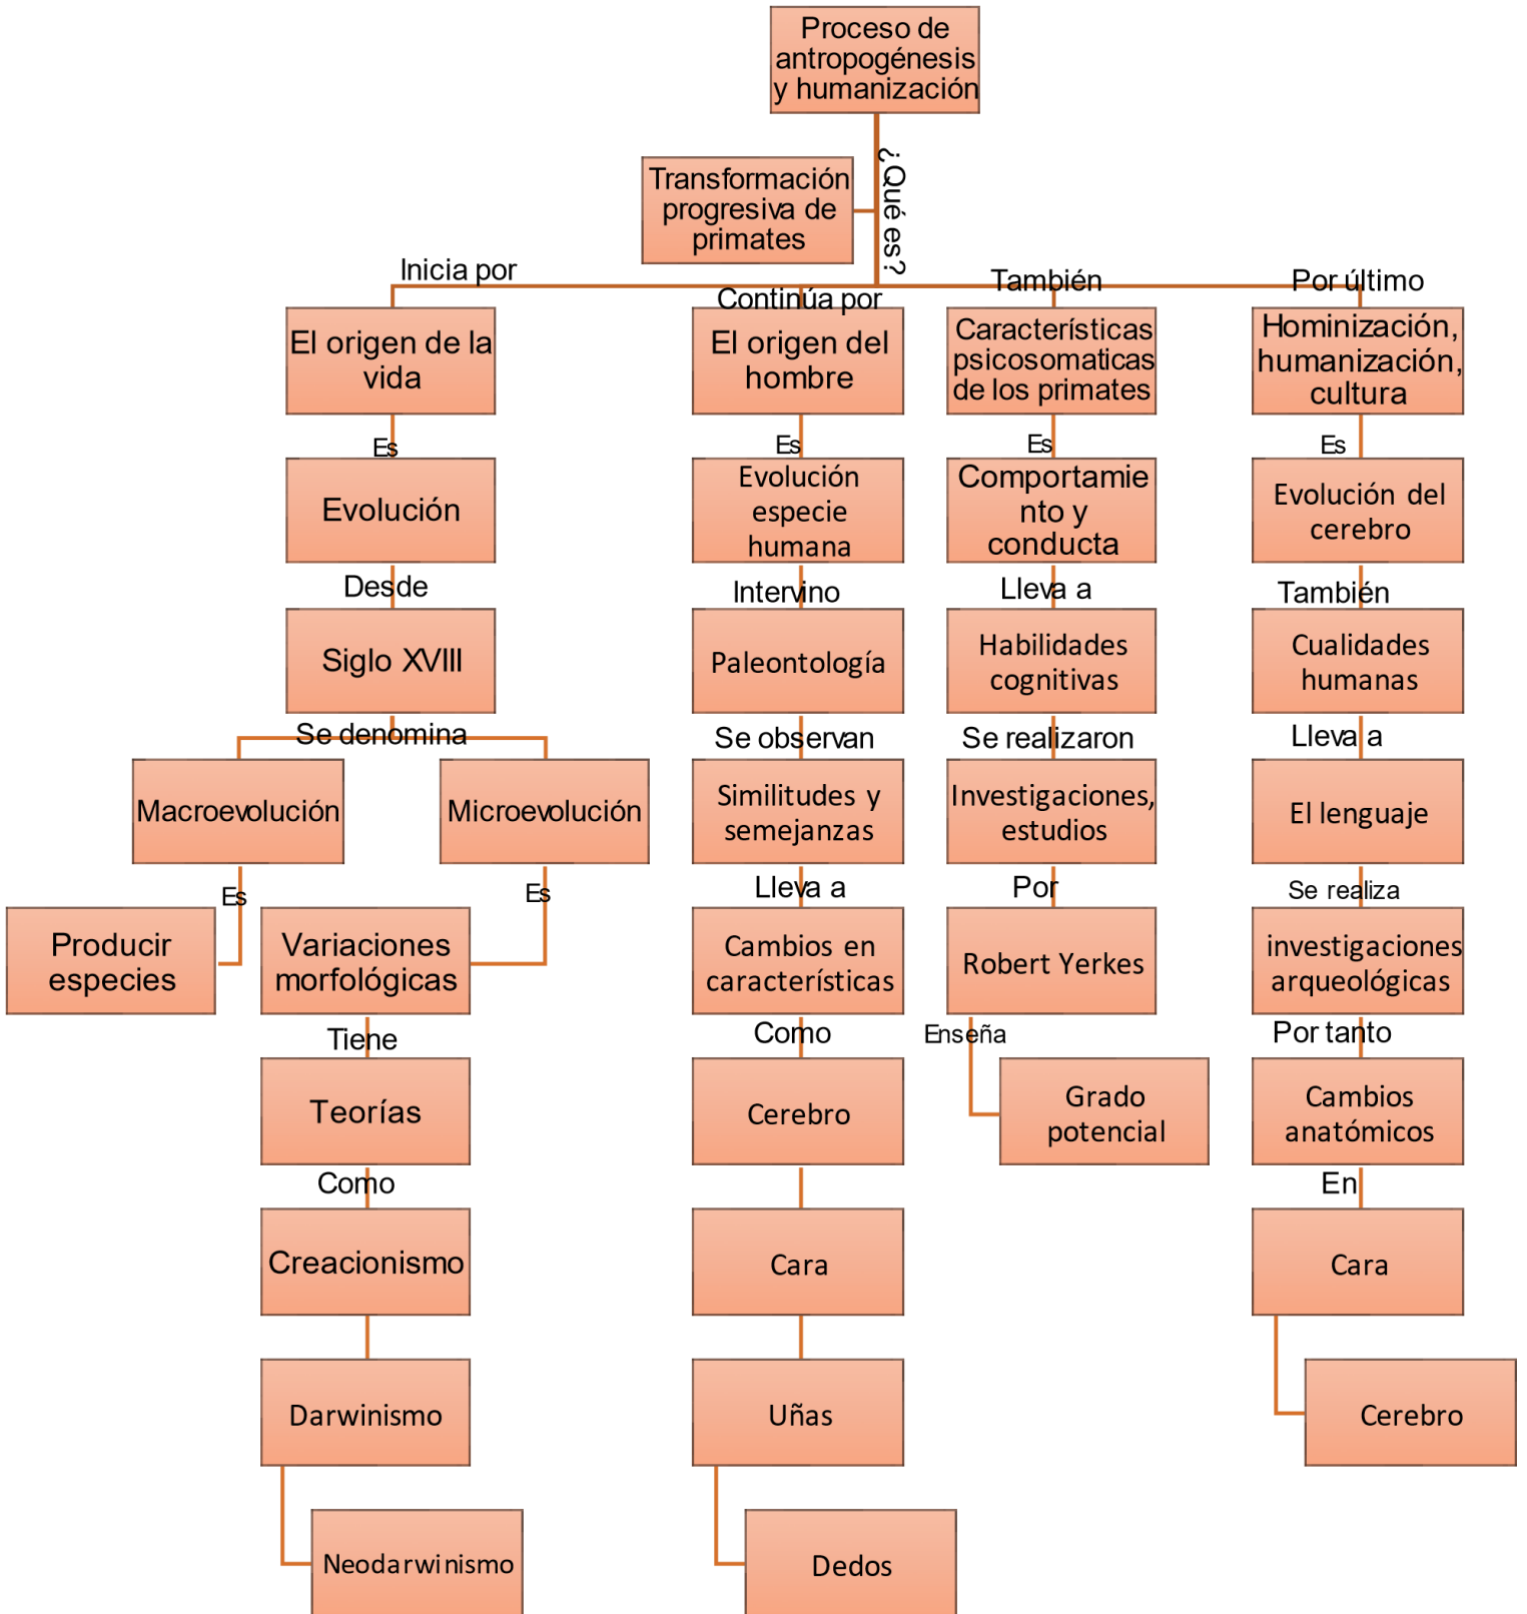 Proceso de
antropogénesis
y humanización
¿Qué es?
Transformación
progresiva de
primates
Inicia por
El origen de la
vida
Es
Evolución
Desde
Siglo XVIII
Se denomina
Macroevolución
Es
Producir
especies
Microevolución
Es
Variaciones
morfológicas
Tiene
Teorías
Como
Creacionismo
Darwinismo
Neodarwinismo
Continúa por
El origen del
hombre
Es
Evolución
especie
humana
Intervino
Paleontología
Se observan
Similitudes y
semejanzas
Lleva a
Cambios en
características
Como
Cerebro
Cara
Uñas
Dedos
También
Características
psicosomaticas
de los primates
Es
Comportamie
nto y
conducta
Lleva a
Habilidades
cognitivas
Se realizaron
Investigaciones,
estudios
Por
Robert Yerkes
Enseña
Grado
potencial
Por último
Hominización,
humanización,
cultura
Es
Evolución del
cerebro
También
Cualidades
humanas
Lleva a
El lenguaje
Se realiza
investigaciones
arqueológicas
Por tanto
Cambios
anatómicos
En
Cara
Cerebro